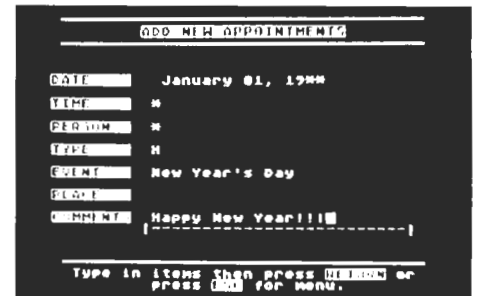 ADD NEW APPOINTMENTS
DATE January 01, 19**
TIME *
PERSON *
TYPE H
EVENT New Year's Day
PLACE
COMMENT Happy New Year!!!
Type in items then press RETURN or
press ESC for menu.